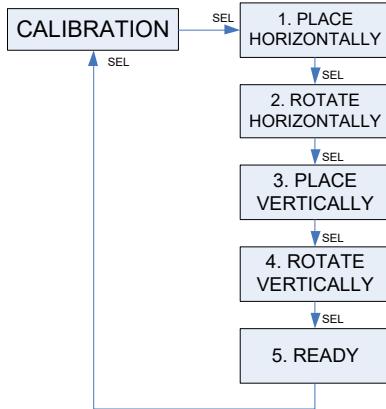 CALIBRATION
SEL
SEL
1. PLACE
HORIZONTALLY
SEL
2. ROTATE
HORIZONTALLY
SEL
3. PLACE
VERTICALLY
SEL
4. ROTATE
VERTICALLY
SEL
5. READY